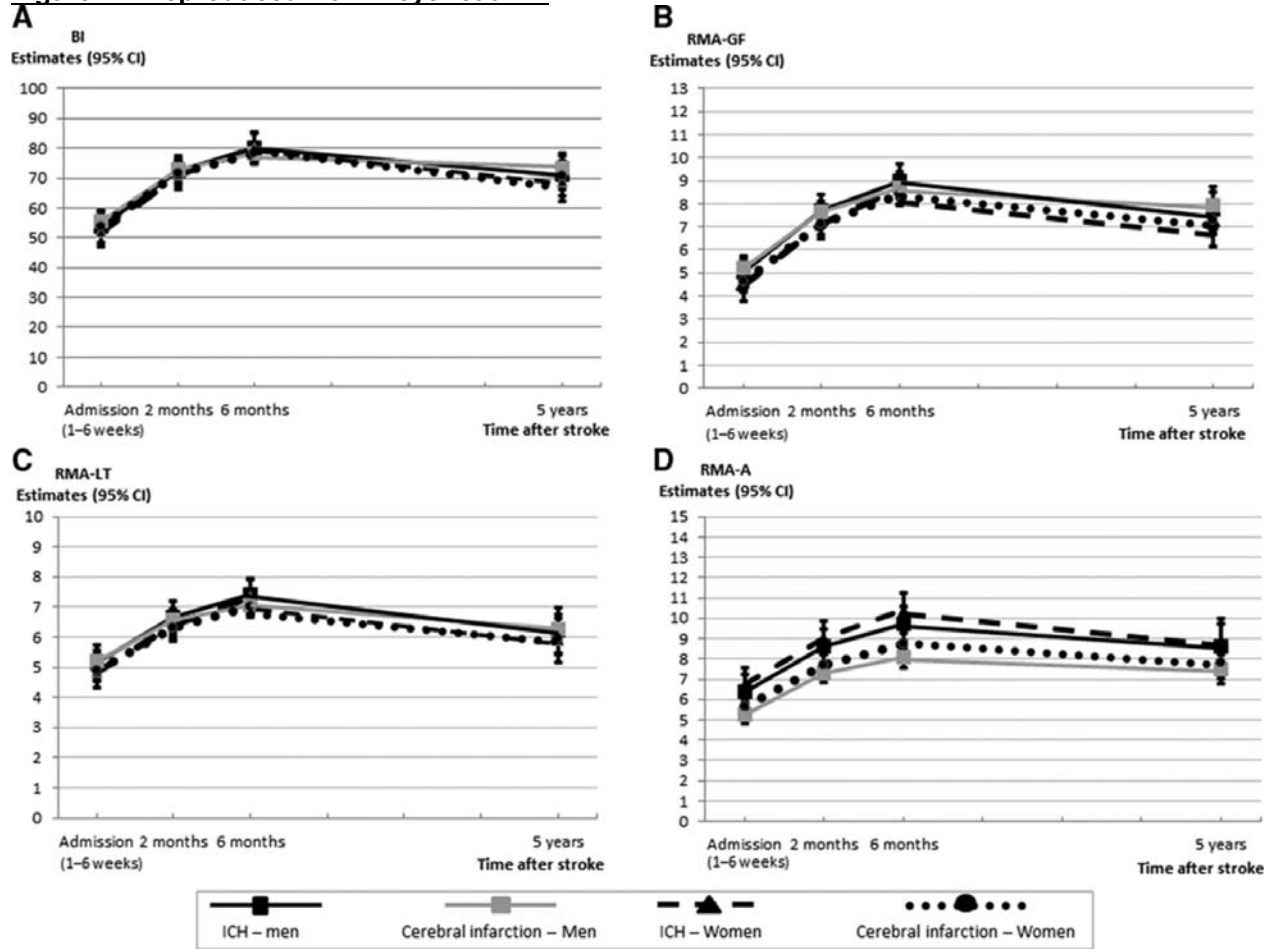 A
BI
Estimates (95% CI)
100
90
80
70
60
50
40
30
20
10
0
Admission 2 months 6 months 5 years
(1–6 weeks)
Time after stroke
B
RMA-GF
Estimates (95% CI)
13
12
11
10
9
8
7
6
5
4
3
2
1
0
Admission 2 months 6 months 5 years
(1–6 weeks)
Time after stroke
C
RMA-LT
Estimates (95% CI)
10
9
8
7
6
5
4
3
2
1
0
Admission 2 months 6 months 5 years
(1–6 weeks)
Time after stroke
D
RMA-A
Estimates (95% CI)
15
14
13
12
11
10
9
8
7
6
5
4
3
2
1
0
Admission 2 months 6 months 5 years
(1–6 weeks)
Time after stroke
ICH – men Cerebral infarction – Men ICH – Women Cerebral infarction – Women